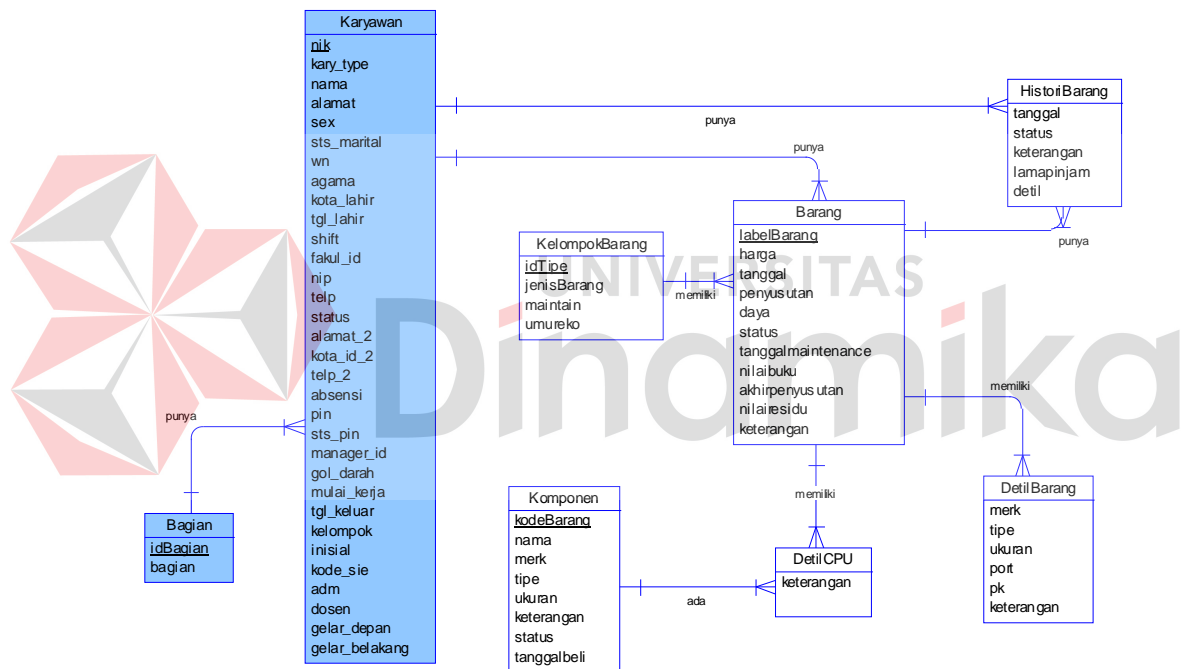 Karyawan
nik
kary_type
nama
alamat
sex
sts_marital
wn
agama
kota_lahir
tgl_lahir
shift
fakul_id
nip
telp
status
alamat_2
kota_id_2
telp_2
absensi
pin
sts_pin
manager_id
gol_darah
mulai_kerja
tgl_keluar
kelompok
inisial
kode_sie
adm
dosen
gelar_depan
gelar_belakang
punya
HistoriBarang
tanggal
status
keterangan
lamapinjam
detil
punya
punya
Barang
labelBarang
harga
tanggal
penyusutan
daya
status
tanggalmaintenance
nilaibuku
akhirpenyusutan
nilairesidu
keterangan
KelompokBarang
idTipe
jenisBarang
maintain
umureko
memiliki
UNIVERSITAS
Dinamika
punya
Bagian
idBagian
bagian
memiliki
DetilBarang
merk
tipe
ukuran
port
pk
keterangan
memiliki
Komponen
kodeBarang
nama
merk
tipe
ukuran
keterangan
status
tanggalbeli
ada
DetilCPU
keterangan